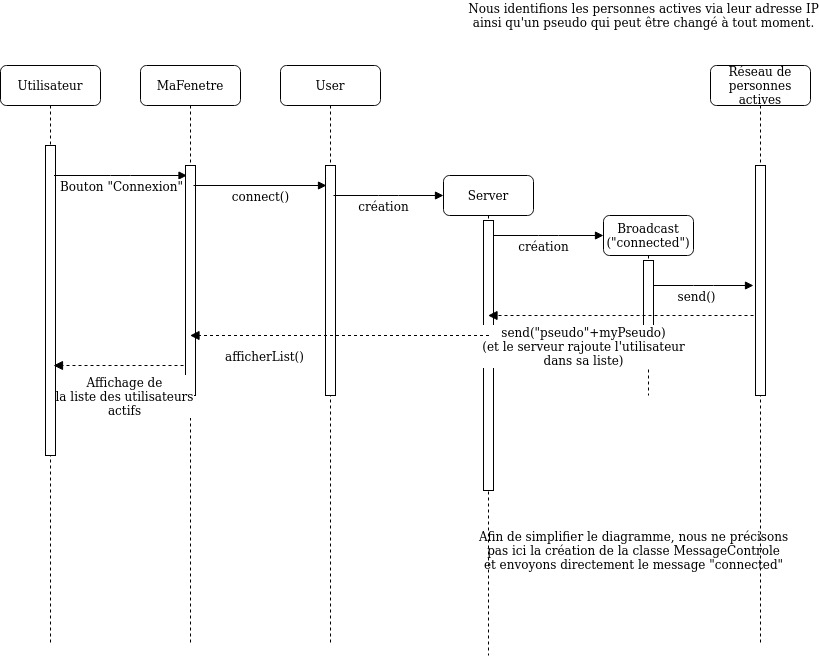 Nous identifions les personnes actives via leur adresse IP
ainsi qu'un pseudo qui peut être changé à tout moment.
Utilisateur
MaFenetre
User
Réseau de
personnes
actives
Bouton "Connexion"
connect()
création
Server
création
Broadcast
("connected")
send()
send("pseudo"+myPseudo)
(et le serveur rajoute l'utilisateur
dans sa liste)
afficherList()
Affichage de
la liste des utilisateurs
actifs
Afin de simplifier le diagramme, nous ne précisons
pas ici la création de la classe MessageControle
et envoyons directement le message "connected"